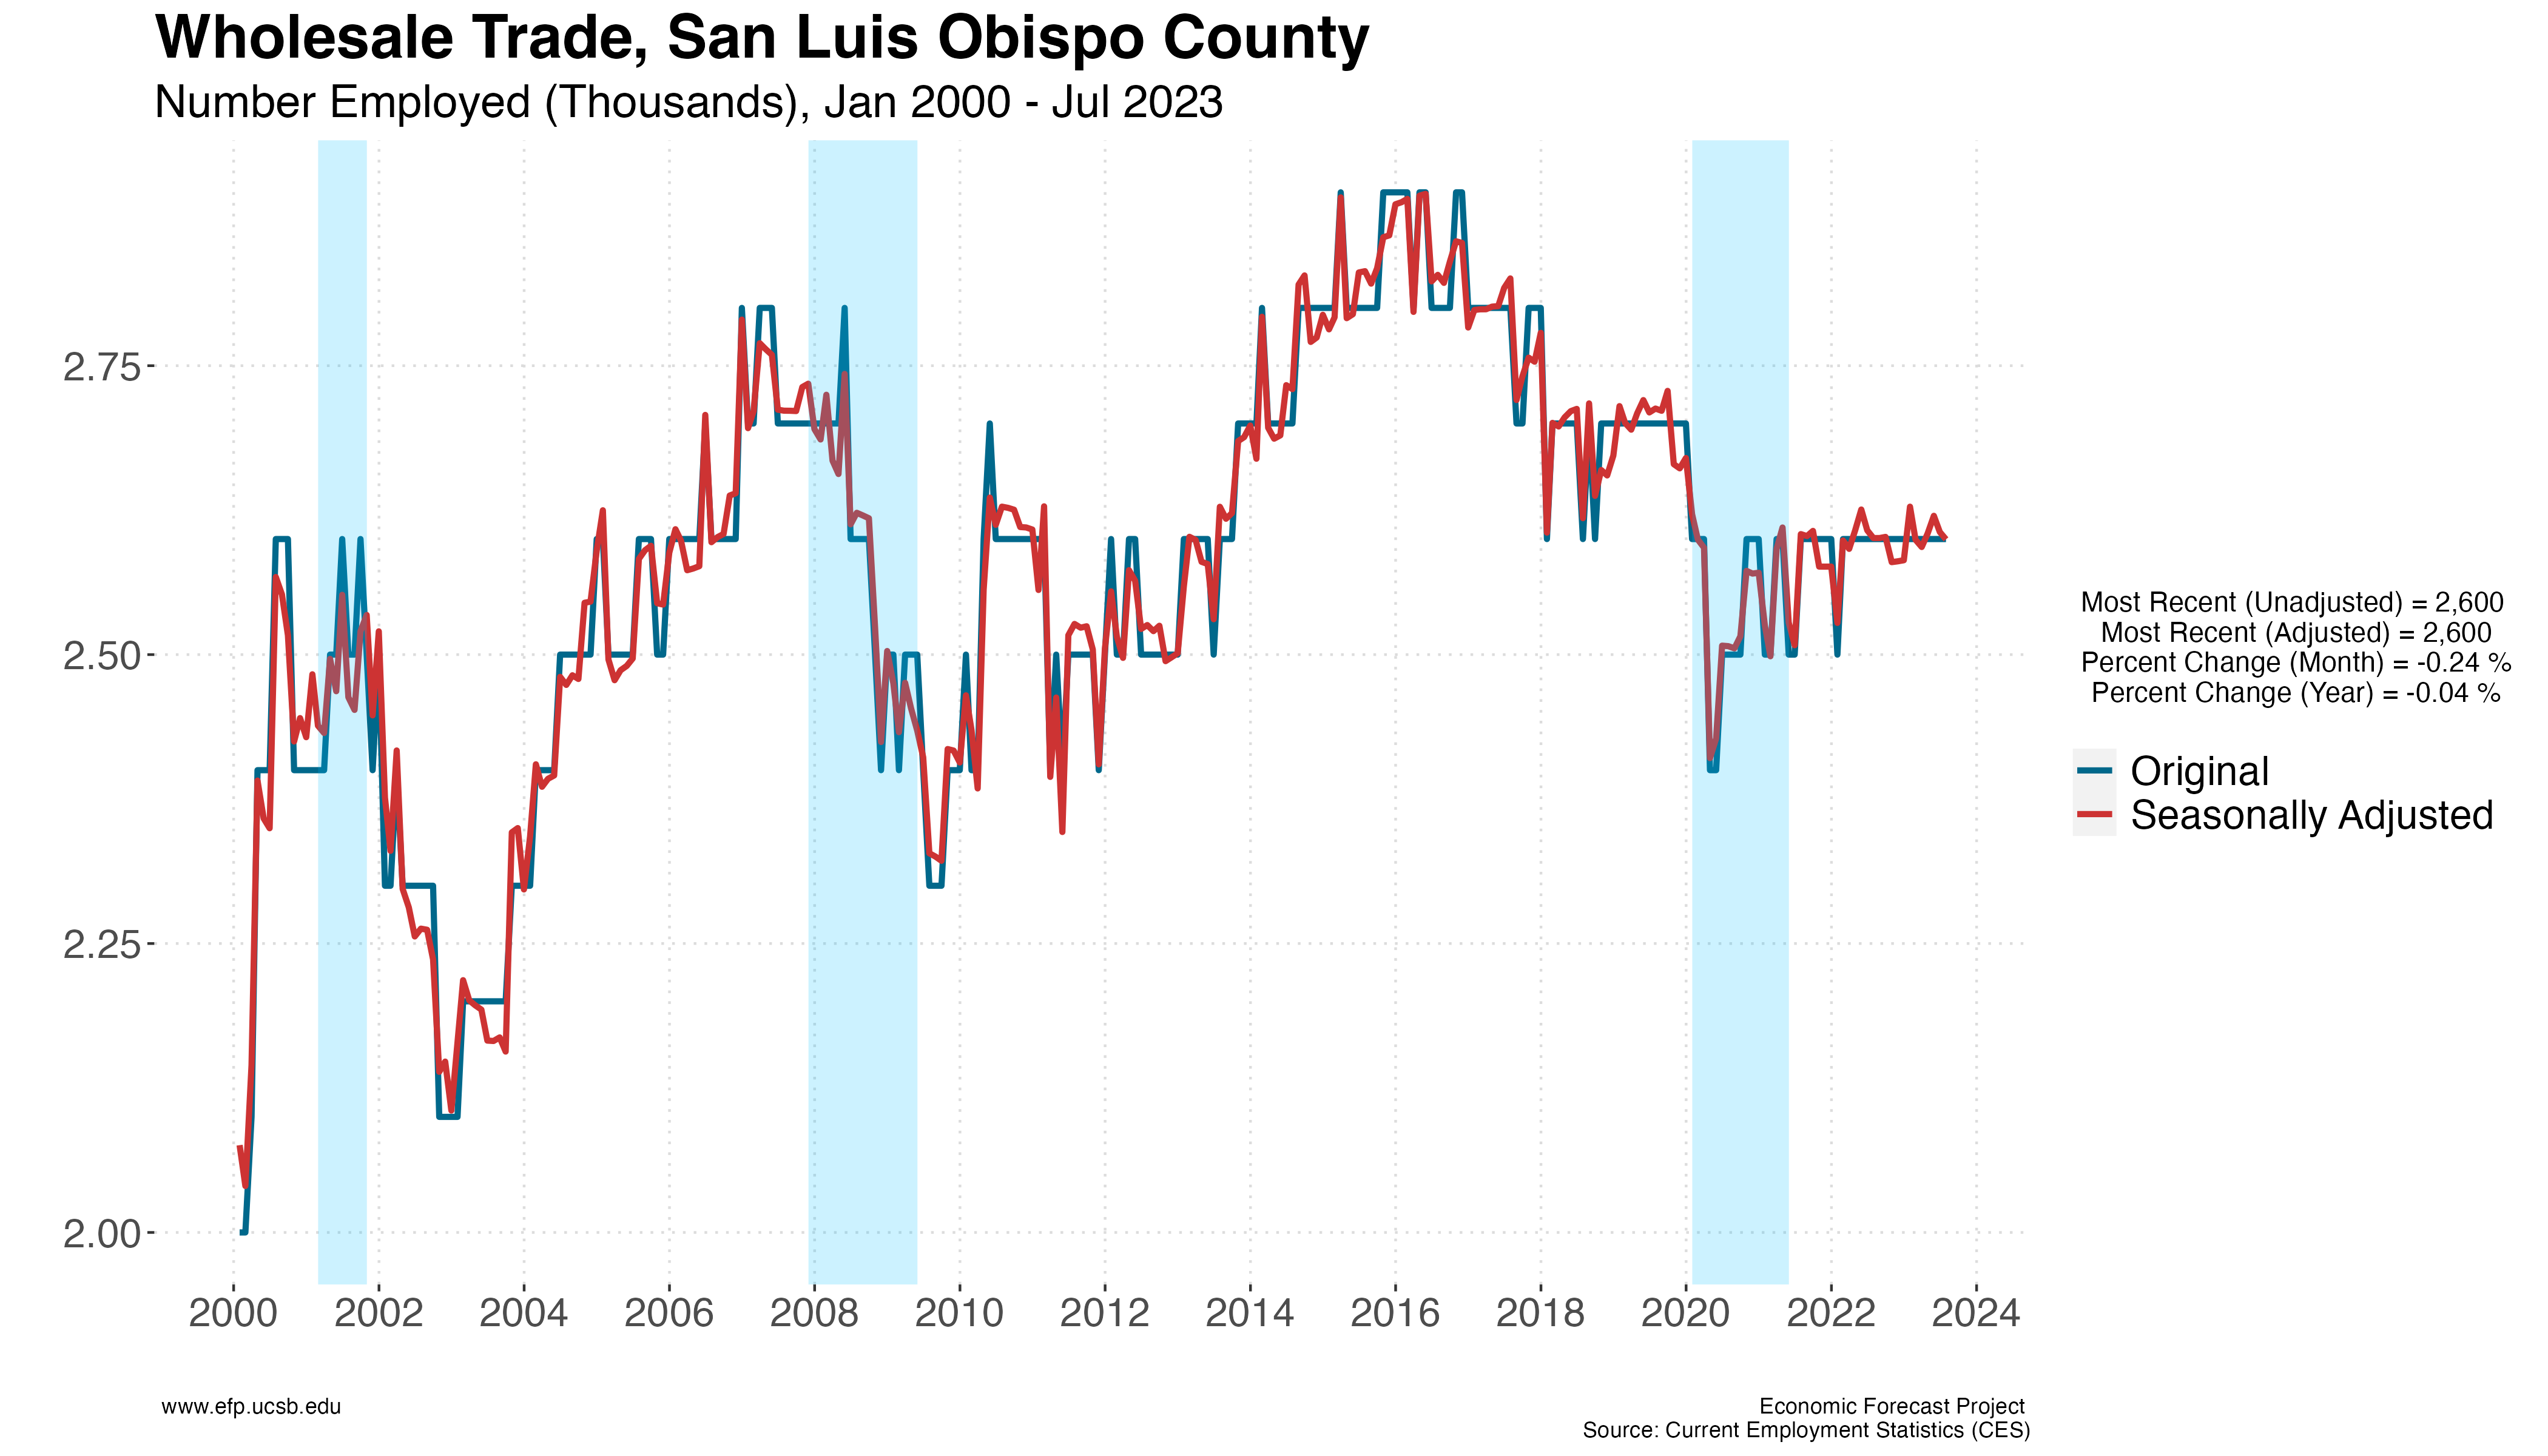 Wholesale Trade, San Luis Obispo County
Number Employed (Thousands), Jan 2000 - Jul 2023
2.75
2.50
2.25
2.00
2000 2002 2004 2006 2008 2010 2012 2014 2016 2018 2020 2022 2024
Most Recent (Unadjusted) = 2,600
Most Recent (Adjusted) = 2,600
Percent Change (Month) = -0.24 %
Percent Change (Year) = -0.04 %
Original
Seasonally Adjusted
www.efp.ucsb.edu
Economic Forecast Project
Source: Current Employment Statistics (CES)